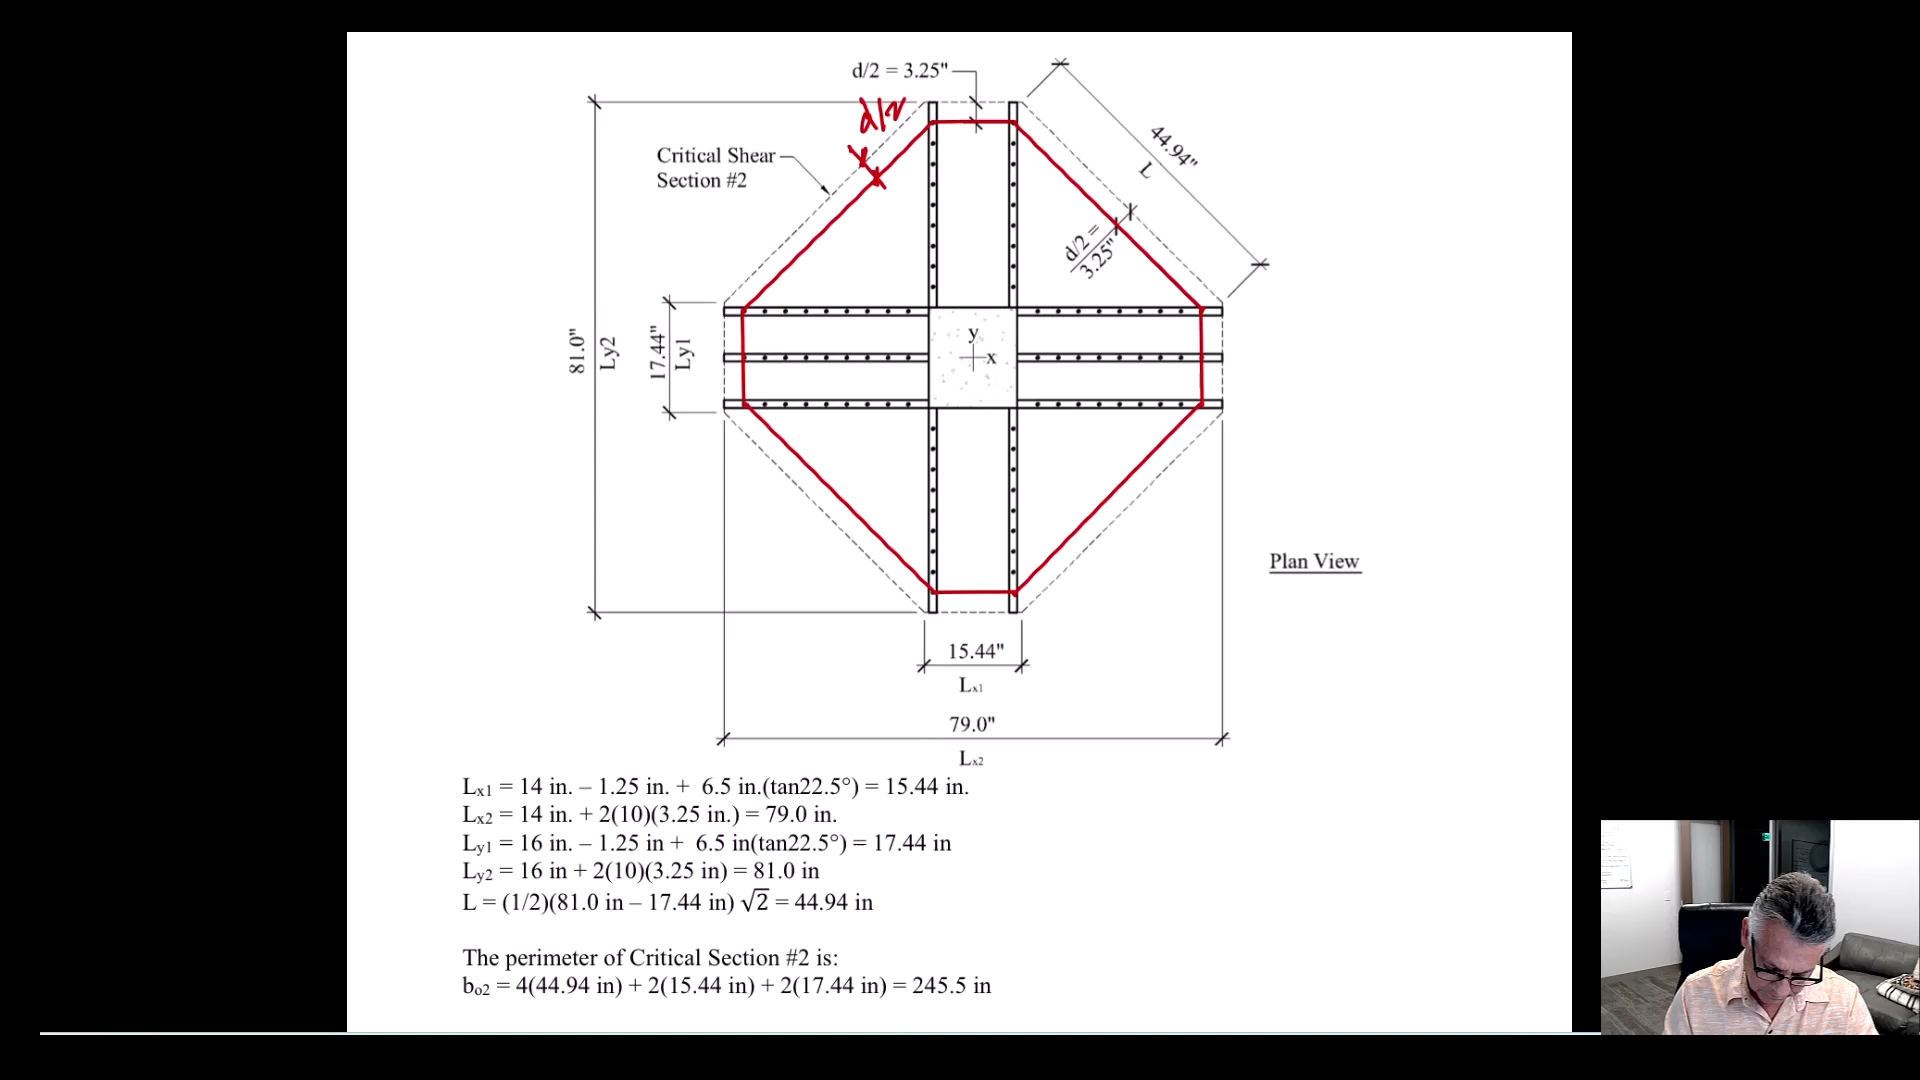 d/2 = 3.25"
d/2
Critical Shear
Section #2
44.94"
L
d/2 =
3.25"
81.0"
Ly2
17.44"
Ly1
y
x
Plan View
15.44"
Lx1
79.0"
Lx2
Lx1 = 14 in. – 1.25 in. + 6.5 in.(tan22.5°) = 15.44 in.
Lx2 = 14 in. + 2(10)(3.25 in.) = 79.0 in.
Ly1 = 16 in. – 1.25 in + 6.5 in(tan22.5°) = 17.44 in
Ly2 = 16 in + 2(10)(3.25 in) = 81.0 in
L = (1/2)(81.0 in – 17.44 in) √2 = 44.94 in
The perimeter of Critical Section #2 is:
bo2 = 4(44.94 in) + 2(15.44 in) + 2(17.44 in) = 245.5 in